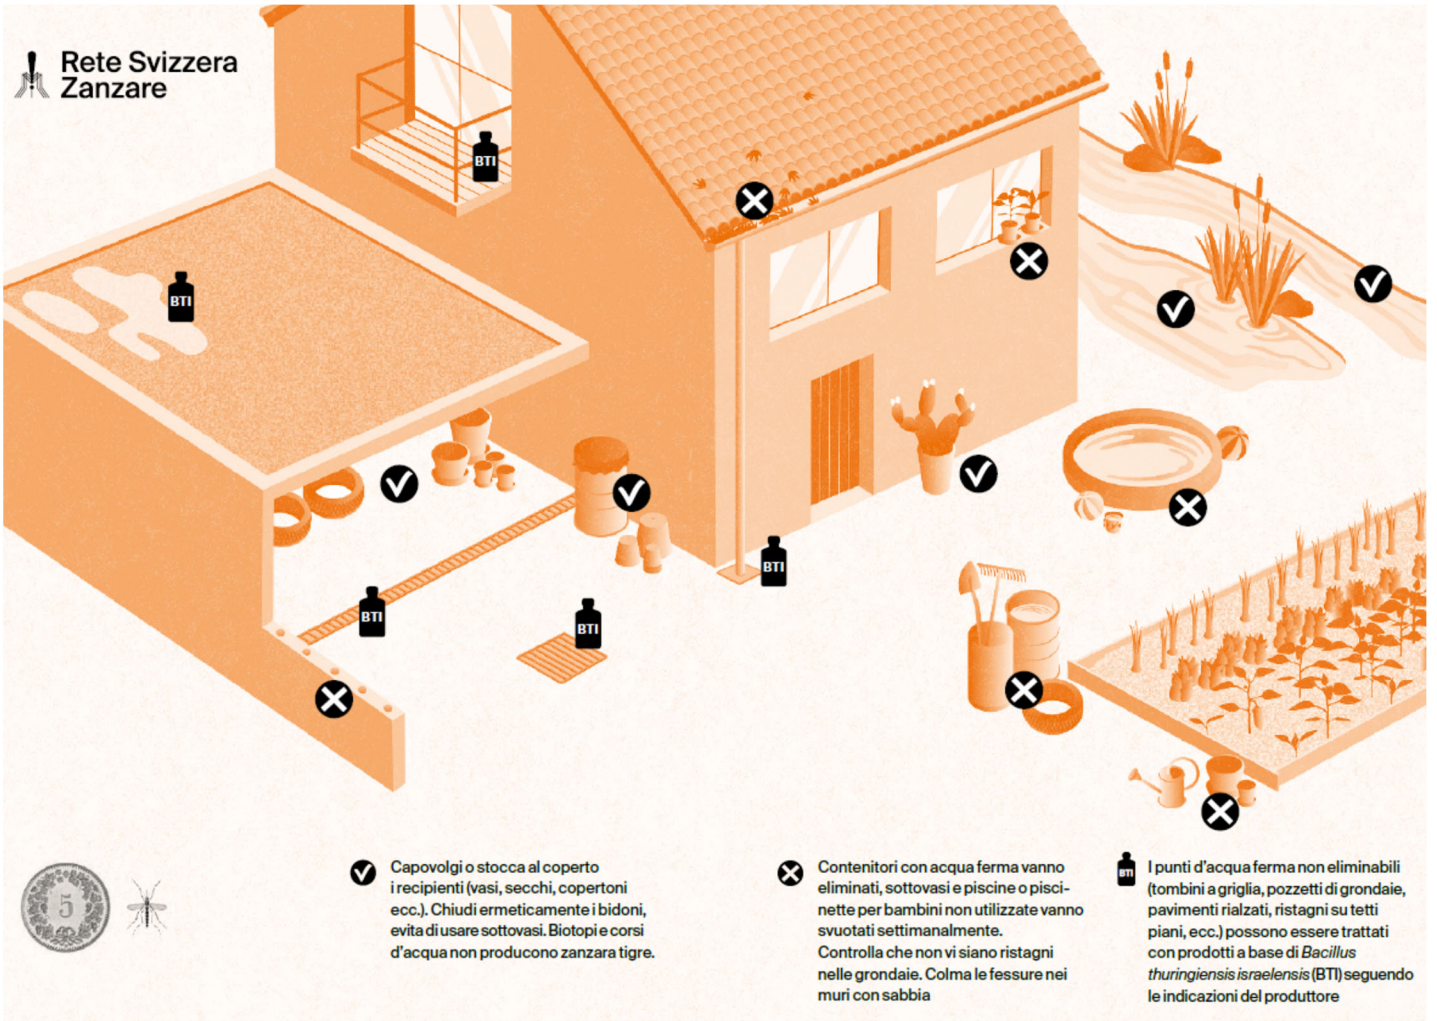 Rete Svizzera
Zanzare
BTI
BTI
BTI
BTI
BTI
5
Capovolgi o stocca al coperto
i recipienti (vasi, secchi, copertoni
ecc.). Chiudi ermeticamente i bidoni,
evita di usare sottovasi. Biotopi e corsi
d'acqua non producono zanzara tigre.
Contenitori con acqua ferma vanno
eliminati, sottovasi e piscine o pisci-
nette per bambini non utilizzate vanno
svuotati settimanalmente.
Controlla che non vi siano ristagni
nelle grondaie. Colma le fessure nei
muri con sabbia
BTI
I punti d'acqua ferma non eliminabili
(tombini a griglia, pozzetti di grondaie,
pavimenti rialzati, ristagni su tetti
piani, ecc.) possono essere trattati
con prodotti a base di Bacillus
thuringiensis israelensis (BTI) seguendo
le indicazioni del produttore